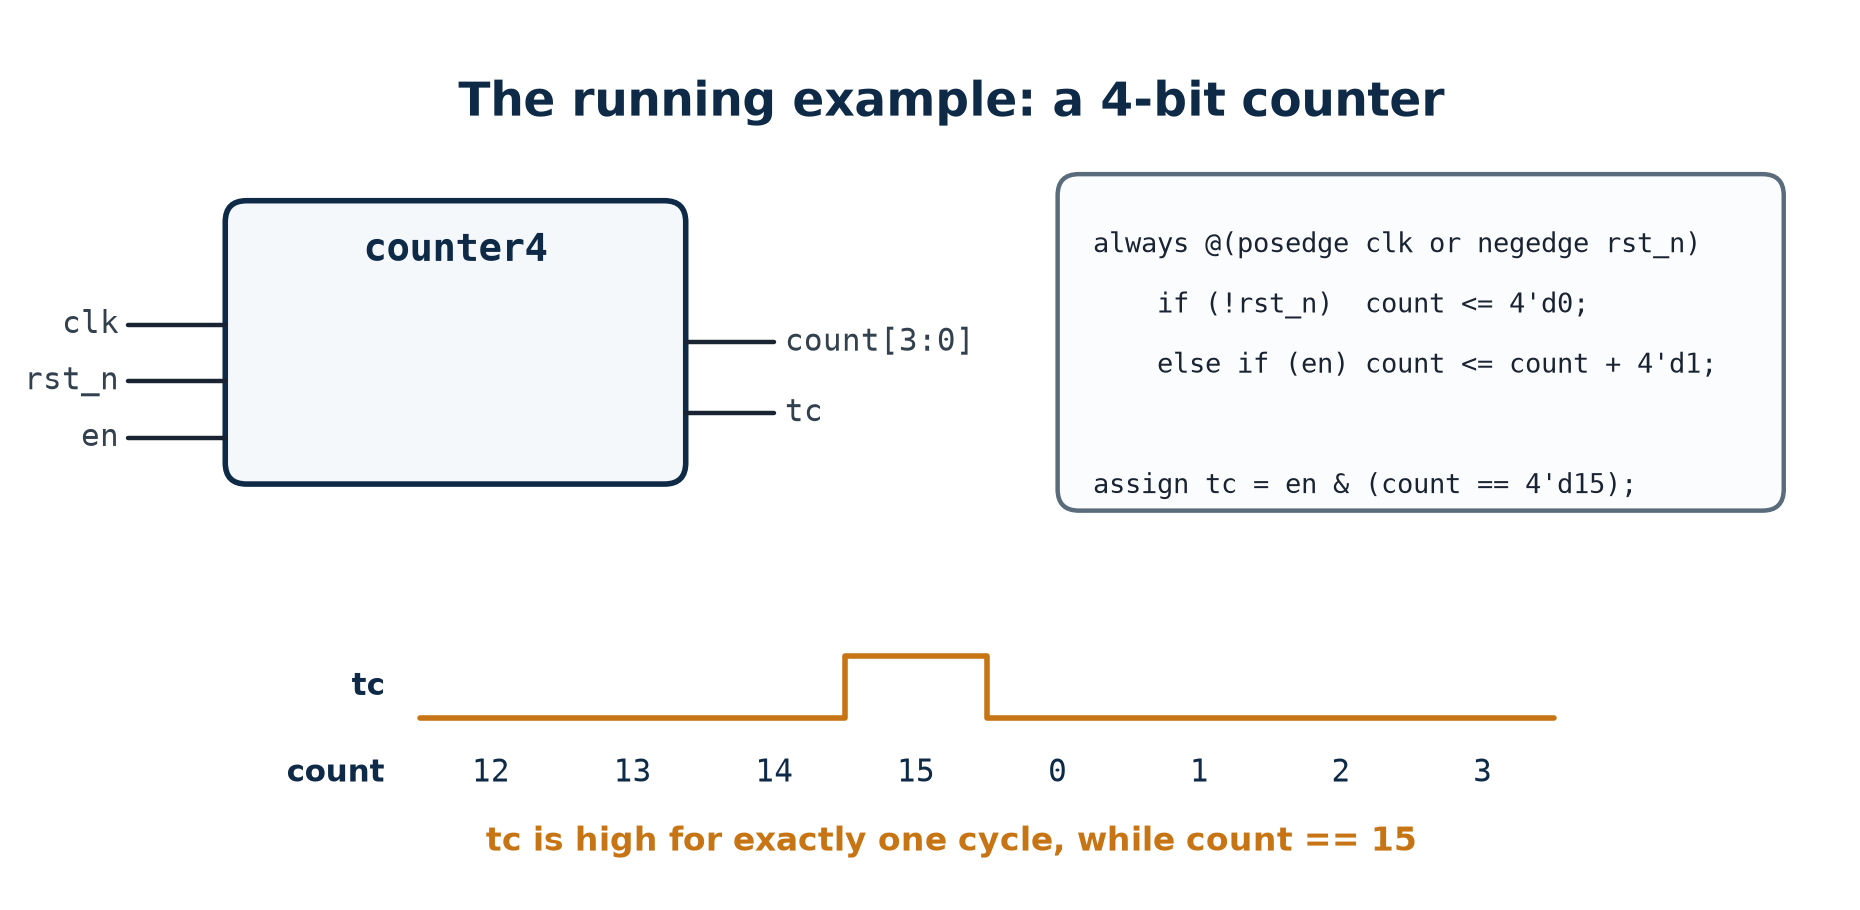 The running example: a 4-bit counter
counter4
clk
rst_n
en
count[3:0]
tc
always @(posedge clk or negedge rst_n)
    if (!rst_n)  count <= 4'd0;
    else if (en) count <= count + 4'd1;
assign tc = en & (count == 4'd15);
tc
count 12 13 14 15 0 1 2 3
tc is high for exactly one cycle, while count == 15